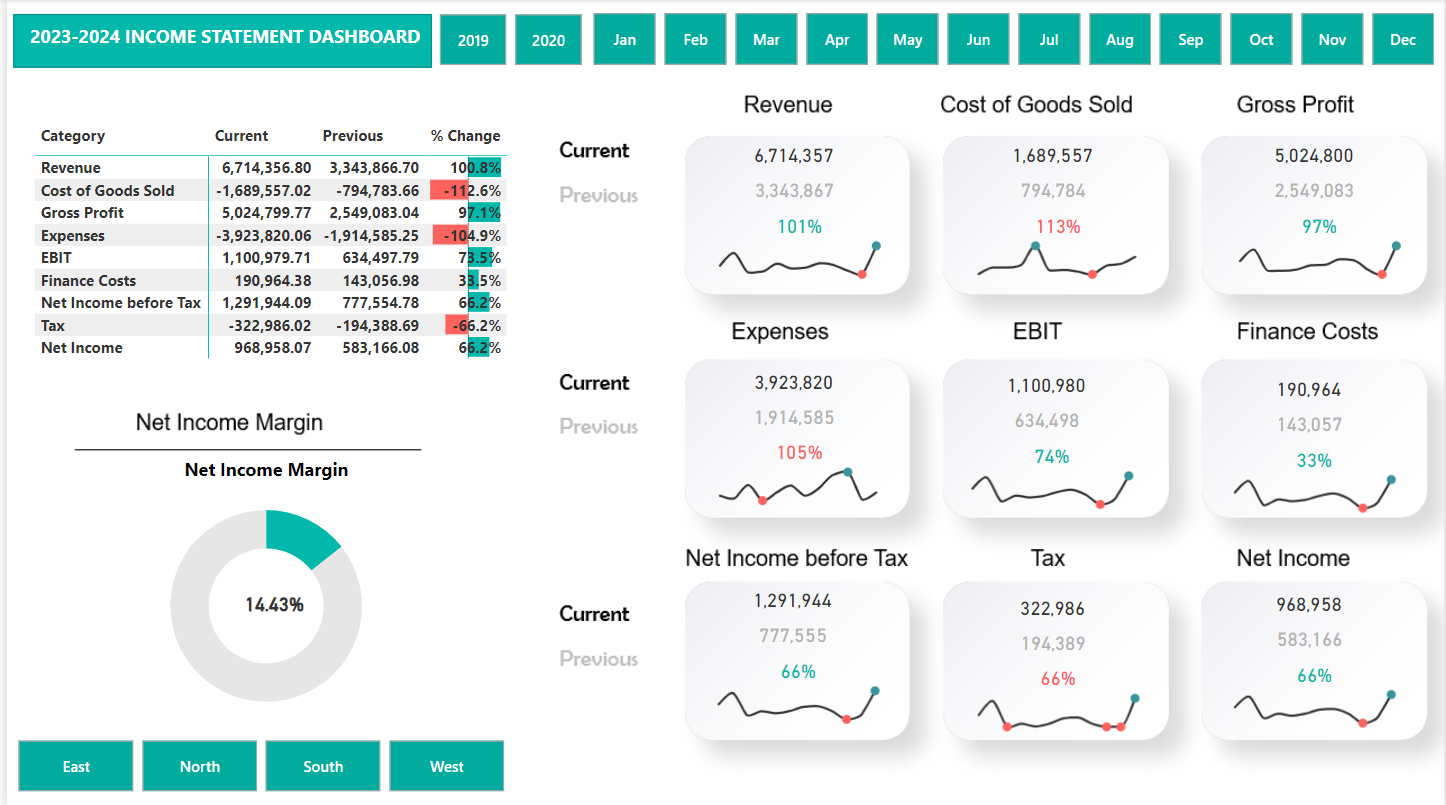 2023-2024 INCOME STATEMENT DASHBOARD
2019
2020
Jan
Feb
Mar
Apr
May
Jun
Jul
Aug
Sep
Oct
Nov
Dec
Category Current Previous % Change
Revenue 6,714,356.80 3,343,866.70 100.8%
Cost of Goods Sold -1,689,557.02 -794,783.66 -112.6%
Gross Profit 5,024,799.77 2,549,083.04 97.1%
Expenses -3,923,820.06 -1,914,585.25 -104.9%
EBIT 1,100,979.71 634,497.79 73.5%
Finance Costs 190,964.38 143,056.98 33.5%
Net Income before Tax 1,291,944.09 777,554.78 66.2%
Tax -322,986.02 -194,388.69 -66.2%
Net Income 968,958.07 583,166.08 66.2%
Net Income Margin
Net Income Margin
14.43%
East
North
South
West
Current
Previous
Revenue
6,714,357
3,343,867
101%
Cost of Goods Sold
1,689,557
794,784
113%
Gross Profit
5,024,800
2,549,083
97%
Current
Previous
Expenses
3,923,820
1,914,585
105%
EBIT
1,100,980
634,498
74%
Finance Costs
190,964
143,057
33%
Current
Previous
Net Income before Tax
1,291,944
777,555
66%
Tax
322,986
194,389
66%
Net Income
968,958
583,166
66%